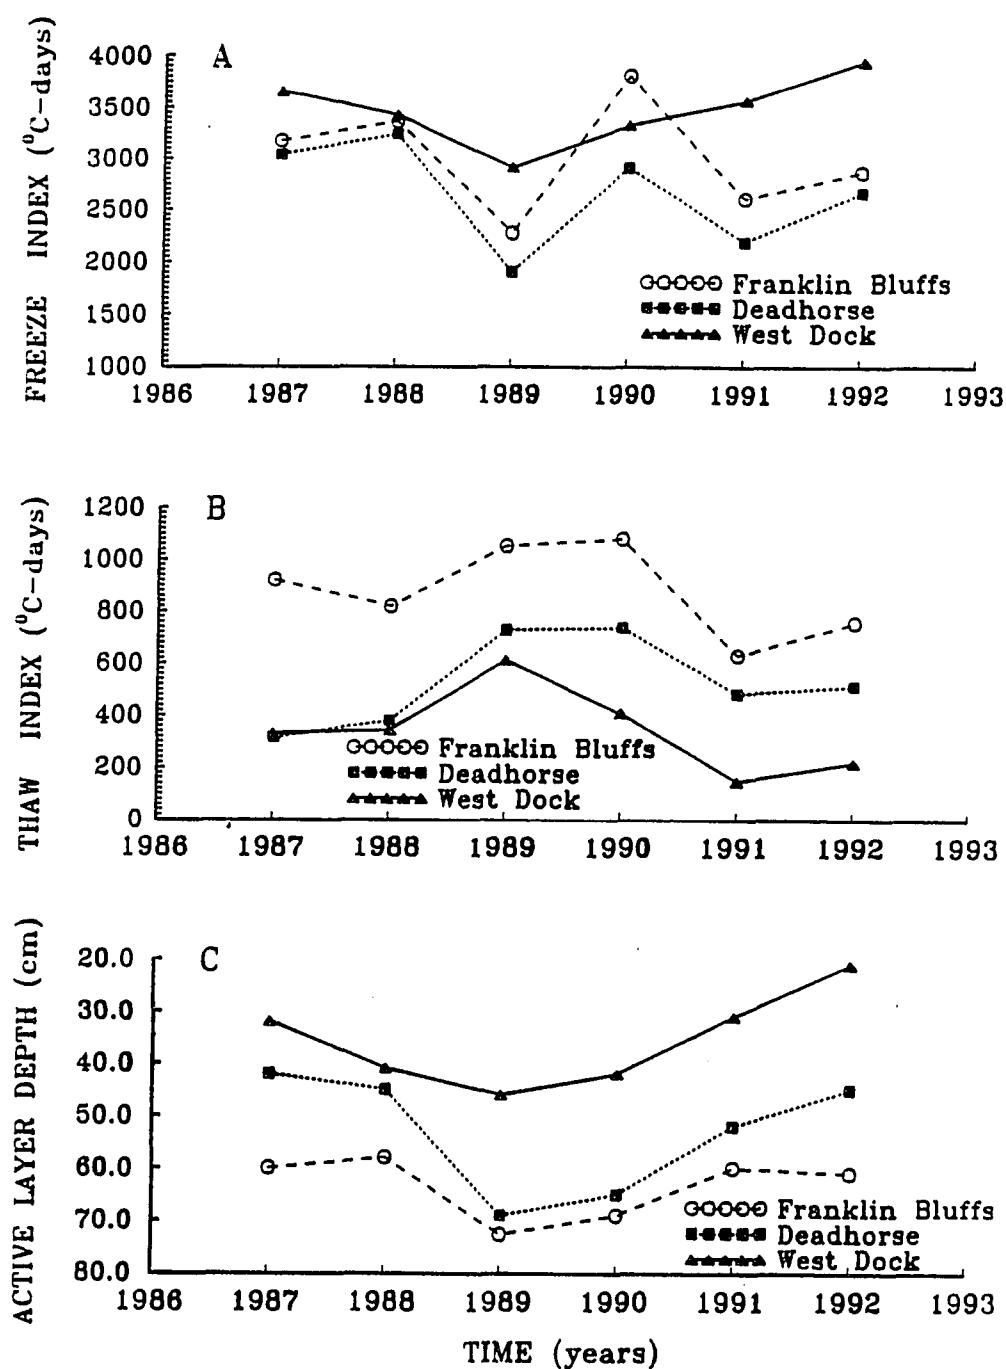 A
FREEZE INDEX (⁰C-days)
4000
3500
3000
2500
2000
1500
1000
Franklin Bluffs
Deadhorse
West Dock
1986 1987 1988 1989 1990 1991 1992 1993
B
THAW INDEX (⁰C-days)
1200
1000
800
600
400
200
0
Franklin Bluffs
Deadhorse
West Dock
1986 1987 1988 1989 1990 1991 1992 1993
C
ACTIVE LAYER DEPTH (cm)
20.0
30.0
40.0
50.0
60.0
70.0
80.0
Franklin Bluffs
Deadhorse
West Dock
1986 1987 1988 1989 1990 1991 1992 1993
TIME (years)